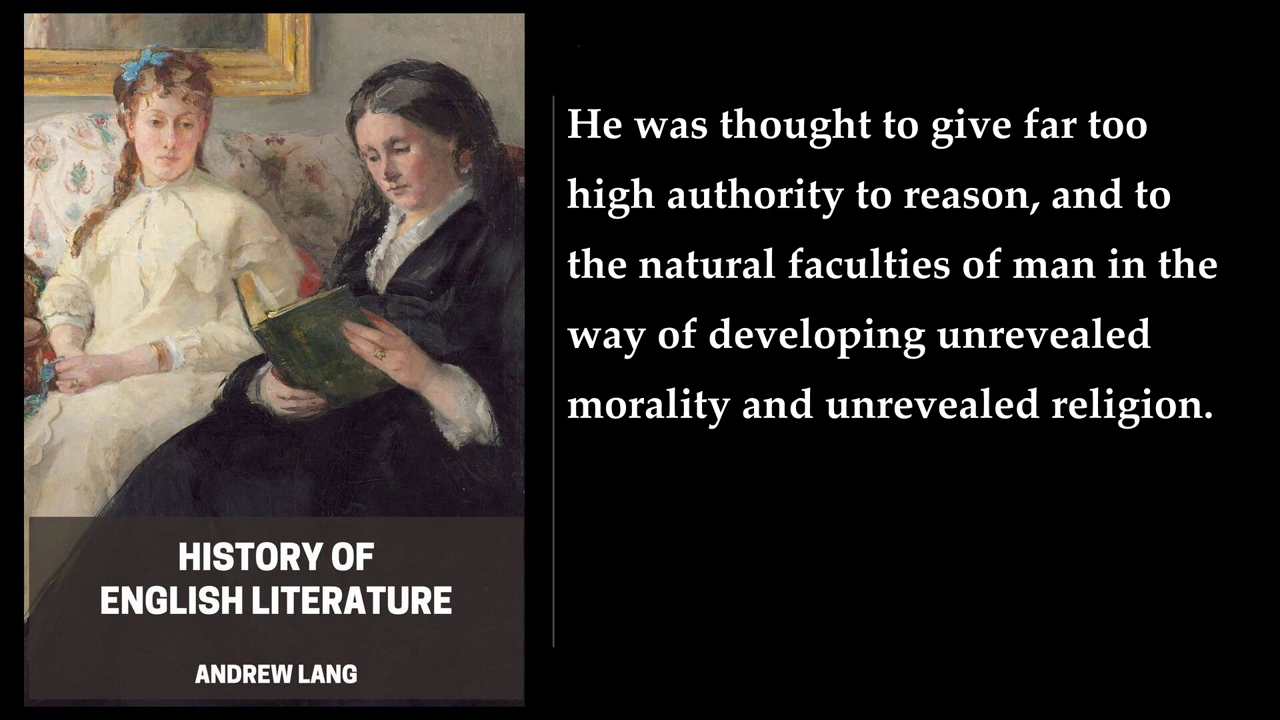 HISTORY OF
ENGLISH LITERATURE
ANDREW LANG
He was thought to give far too
high authority to reason, and to
the natural faculties of man in the
way of developing unrevealed
morality and unrevealed religion.